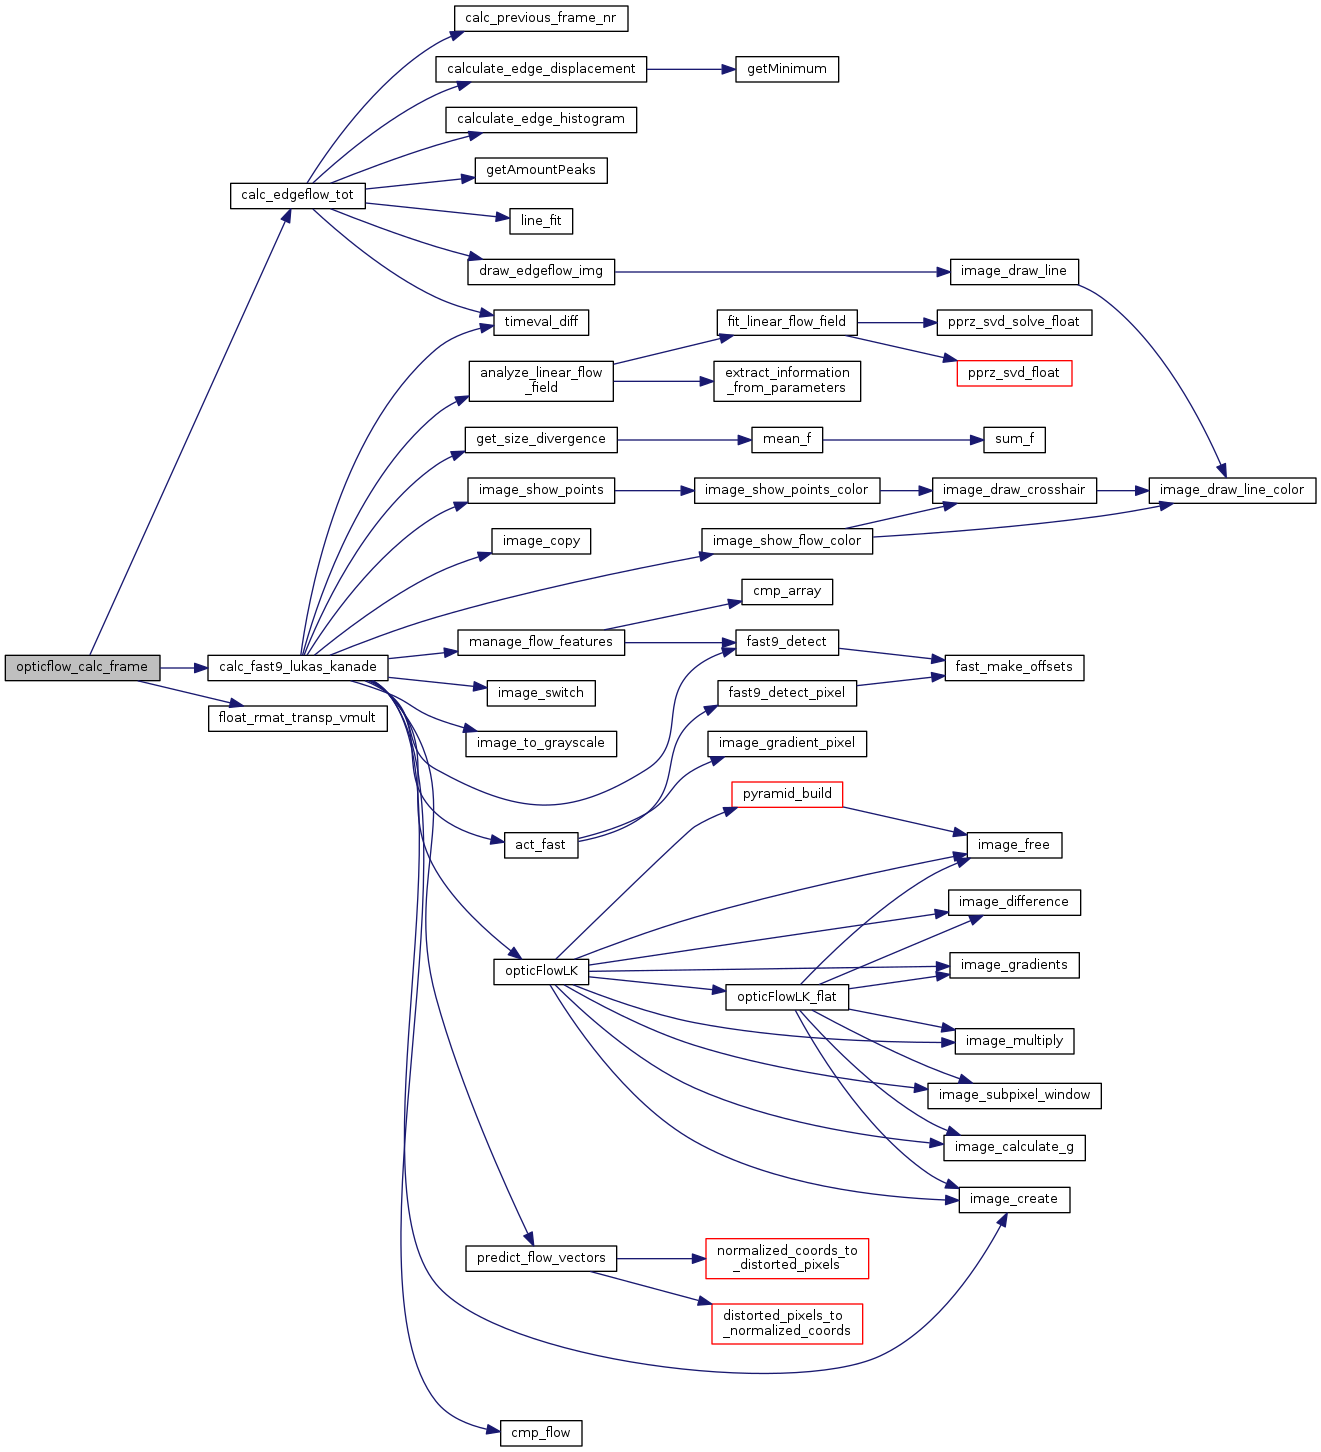 calc_previous_frame_nr
calculate_edge_displacement
getMinimum
calculate_edge_histogram
getAmountPeaks
calc_edgeflow_tot
line_fit
draw_edgeflow_img
image_draw_line
timeval_diff
fit_linear_flow_field
pprz_svd_solve_float
analyze_linear_flow
_field
extract_information
_from_parameters
pprz_svd_float
get_size_divergence
mean_f
sum_f
image_show_points
image_show_points_color
image_draw_crosshair
image_draw_line_color
image_copy
image_show_flow_color
cmp_array
manage_flow_features
fast9_detect
opticflow_calc_frame
calc_fast9_lukas_kanade
fast_make_offsets
image_switch
fast9_detect_pixel
float_rmat_transp_vmult
image_to_grayscale
image_gradient_pixel
pyramid_build
act_fast
image_free
image_difference
opticFlowLK
image_gradients
opticFlowLK_flat
image_multiply
image_subpixel_window
image_calculate_g
image_create
predict_flow_vectors
normalized_coords_to
_distorted_pixels
distorted_pixels_to
_normalized_coords
cmp_flow